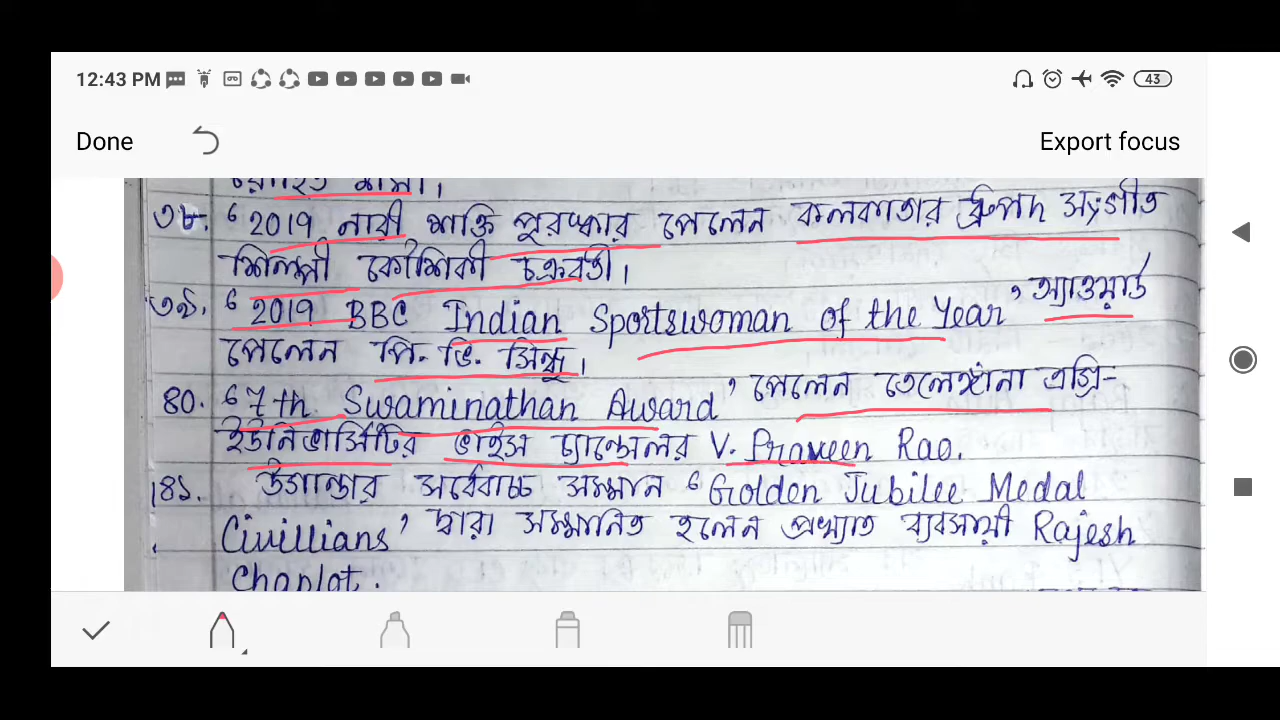 12:43 PM 43
Done Export focus
৩৮. ‘2019 নারী শক্তি পুরস্কার পেলেন কলকাতার ধ্রুপদ সংগীত
শিল্পী কৌশিকী চক্রবর্তী।
৩৯. ‘2019 BBC Indian Sportswoman of the Year’ অ্যাওয়ার্ড
পেলেন পি. ভি. সিন্ধু।
৪০. ‘7th Swaminathan Award’ পেলেন তেলেঙ্গানা এগ্রি-
ইউনিভার্সিটির ভাইস চ্যান্সেলর V. Praveen Rao.
৪১. উগান্ডার সর্বোচ্চ সম্মান ‘Golden Jubilee Medal
Civillians’ দ্বারা সম্মানিত হলেন প্রখ্যাত ব্যবসায়ী Rajesh
Chaplot.